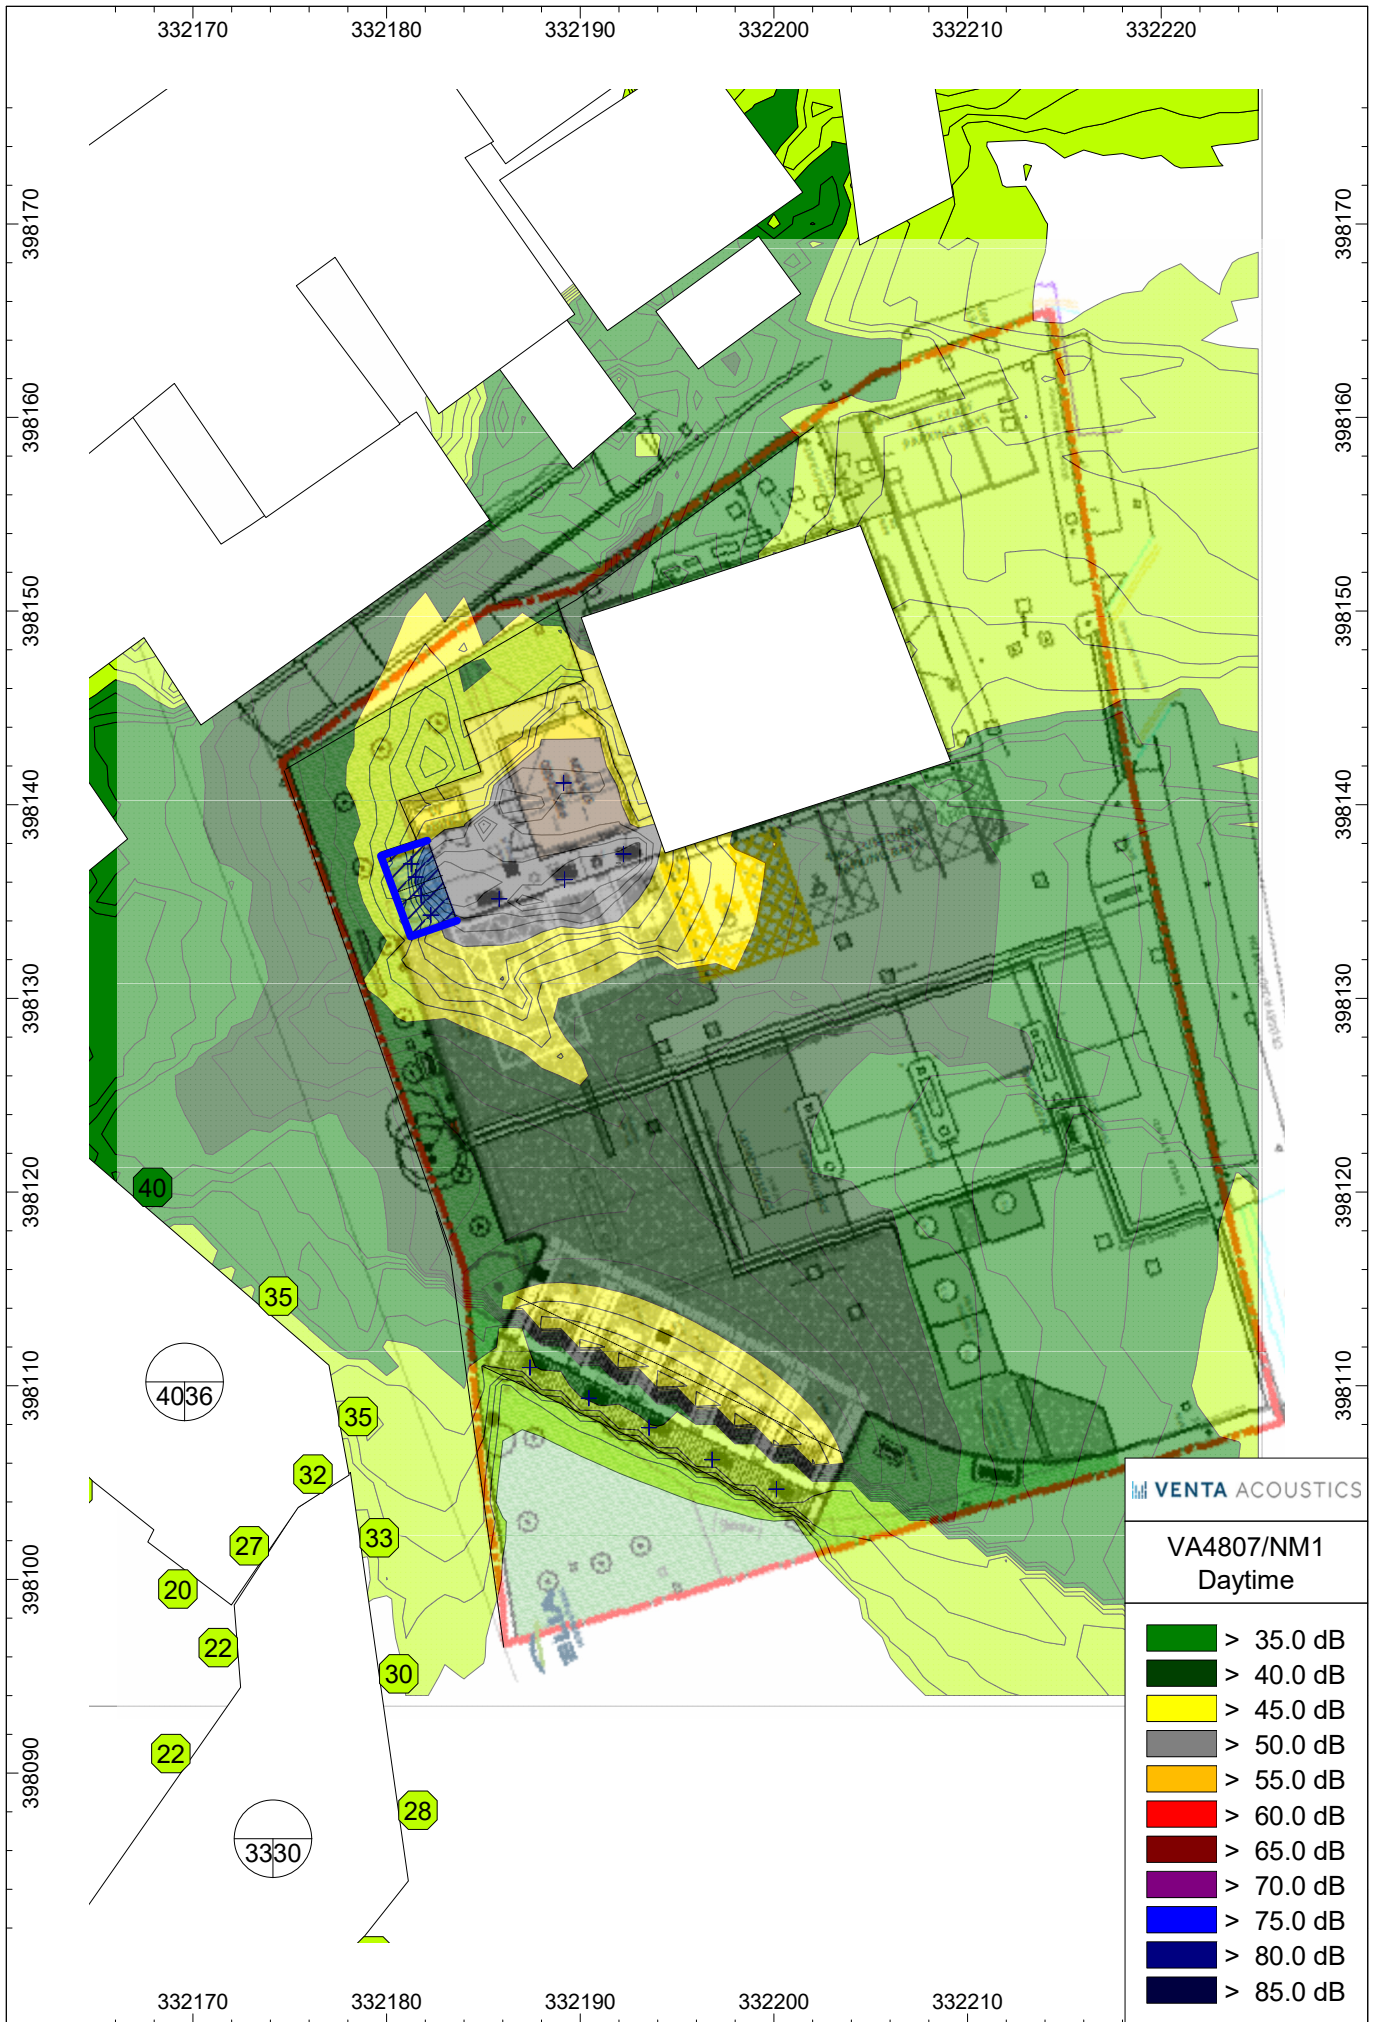 332170 332180 332190 332200 332210 332220
398170 398170
398160 398160
PARKING BAYS
398150 398150
398140 398140
398130 398130
398120 398120
40
35
398110 398110
4036
35
32
33
27
398100
20
22
30
22
398090
28
3330
VENTA ACOUSTICS
VA4807/NM1
Daytime
> 35.0 dB
> 40.0 dB
> 45.0 dB
> 50.0 dB
> 55.0 dB
> 60.0 dB
> 65.0 dB
> 70.0 dB
> 75.0 dB
> 80.0 dB
> 85.0 dB
332170 332180 332190 332200 332210